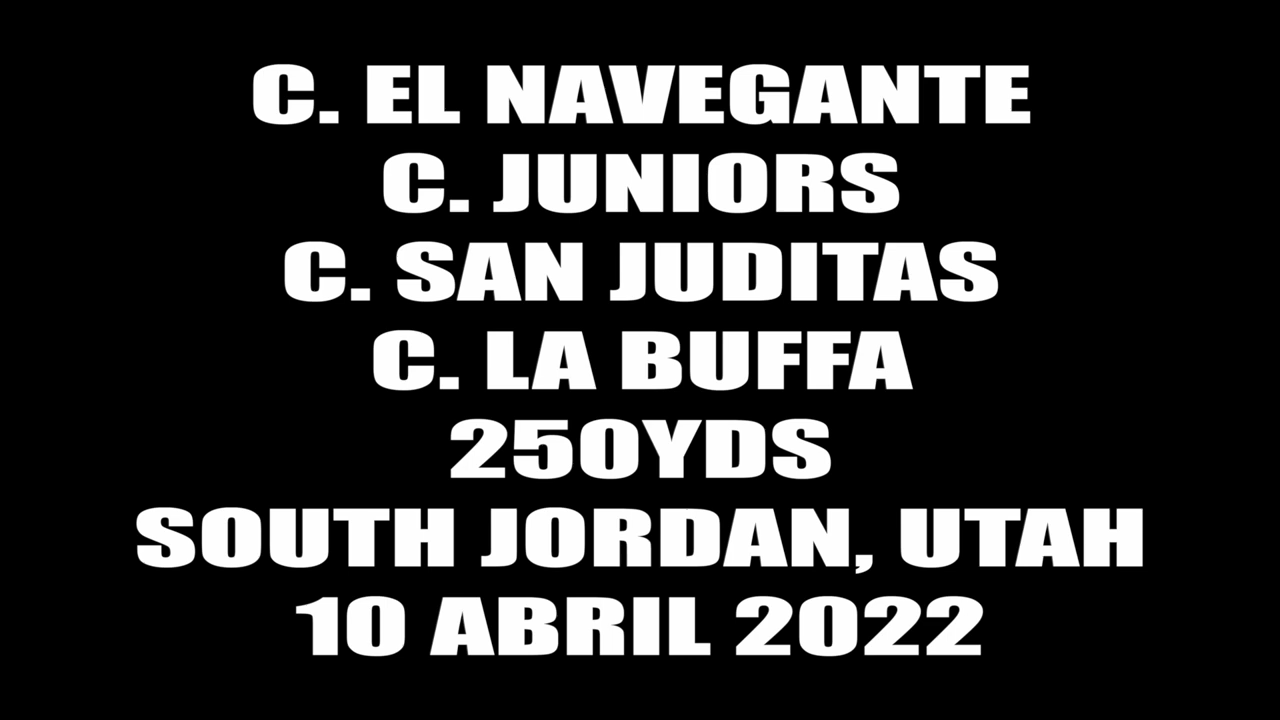 C. EL NAVEGANTE
C. JUNIORS
C. SAN JUDITAS
C. LA BUFFA
250YDS
SOUTH JORDAN, UTAH
10 ABRIL 2022